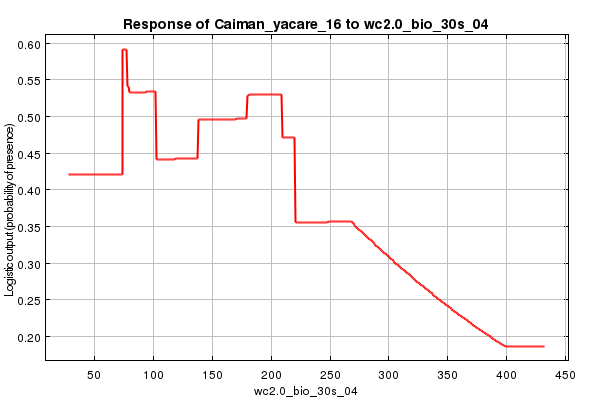 Response of Caiman_yacare_16 to wc2.0_bio_30s_04
Logistic output (probability of presence)
0.60
0.55
0.50
0.45
0.40
0.35
0.30
0.25
0.20
50 100 150 200 250 300 350 400 450
wc2.0_bio_30s_04